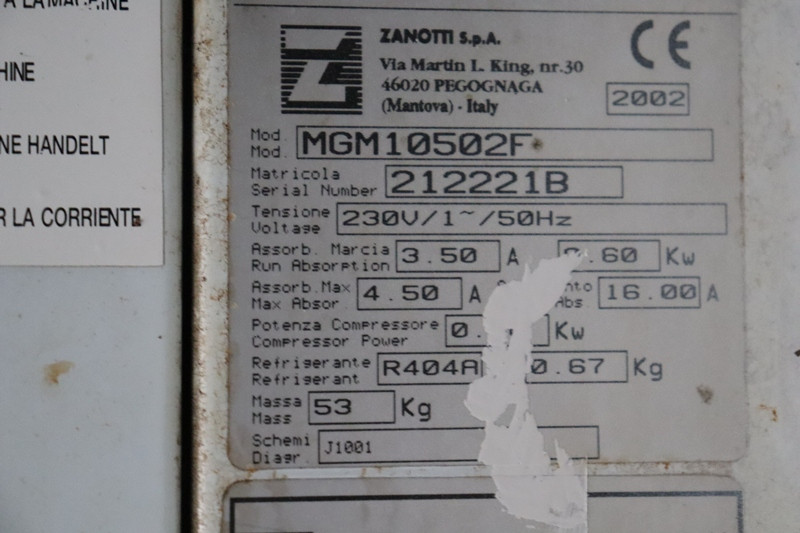 HINE
NE HANDELT
R LA CORRIENTE
ZANOTTI S.p.A.
Via Martin L. King, nr.30
46020 PEGOGNAGA
(Mantova) - Italy
CE
2002
Mod.
Mod. MGM10502F
Matricola
Serial Number 212221B
Tensione
Voltage 230V/1~/50Hz
Assorb. Marcia
Run Absorption 3.50 A .60 Kw
Assorb.Max
Max Absor. 4.50 A nto
Abs 16.00 A
Potenza Compressore
Compressor Power 0. Kw
Refrigerante
Refrigerant R404A 0.67 Kg
Massa
Mass 53 Kg
Schemi
Diagr. J1001